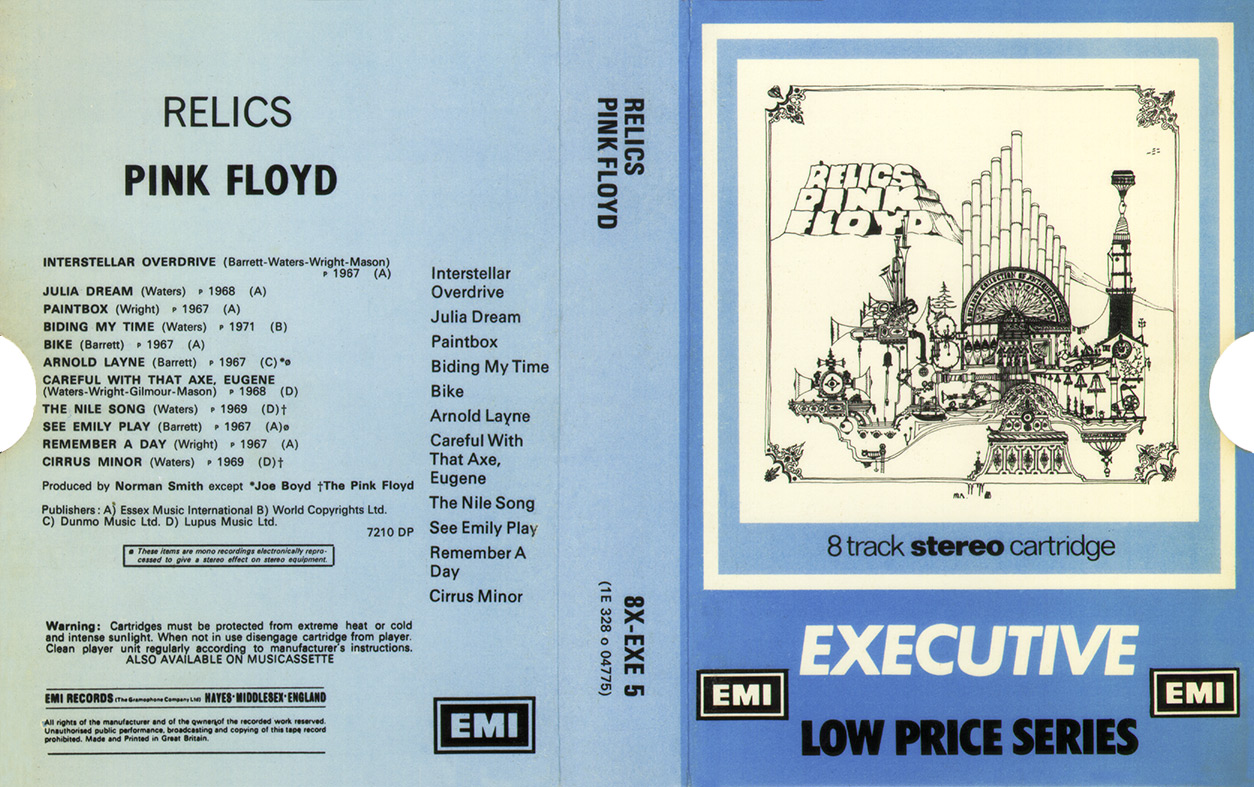 RELICS
PINK FLOYD
INTERSTELLAR OVERDRIVE (Barrett-Waters-Wright-Mason)
P 1967 (A)
JULIA DREAM (Waters) P 1968 (A)
PAINTBOX (Wright) P 1967 (A)
BIDING MY TIME (Waters) P 1971 (B)
BIKE (Barrett) P 1967 (A)
ARNOLD LAYNE (Barrett) P 1967 (C)*ø
CAREFUL WITH THAT AXE, EUGENE
(Waters-Wright-Gilmour-Mason) P 1968 (D)
THE NILE SONG (Waters) P 1969 (D)†
SEE EMILY PLAY (Barrett) P 1967 (A)ø
REMEMBER A DAY (Wright) P 1967 (A)
CIRRUS MINOR (Waters) P 1969 (D)†
Produced by Norman Smith except *Joe Boyd †The Pink Floyd
Publishers: A) Essex Music International B) World Copyrights Ltd.
C) Dunmo Music Ltd. D) Lupus Music Ltd.
7210 DP
ø These items are mono recordings electronically repro-
cessed to give a stereo effect on stereo equipment.
Warning: Cartridges must be protected from extreme heat or cold
and intense sunlight. When not in use disengage cartridge from player.
Clean player unit regularly according to manufacturer's instructions.
ALSO AVAILABLE ON MUSICASSETTE
EMI RECORDS (The Gramophone Company Ltd) HAYES·MIDDLESEX·ENGLAND
All rights of the manufacturer and of the owner of the recorded work reserved.
Unauthorised public performance, broadcasting and copying of this tape record
prohibited. Made and Printed in Great Britain.
Interstellar
Overdrive
Julia Dream
Paintbox
Biding My Time
Bike
Arnold Layne
Careful With
That Axe,
Eugene
The Nile Song
See Emily Play
Remember A
Day
Cirrus Minor
EMI
RELICS
PINK FLOYD
8X-EXE 5
(1E 328 o 04775)
RELICS
PINK
FLOYD
8 track stereo cartridge
EXECUTIVE
EMI
EMI
LOW PRICE SERIES